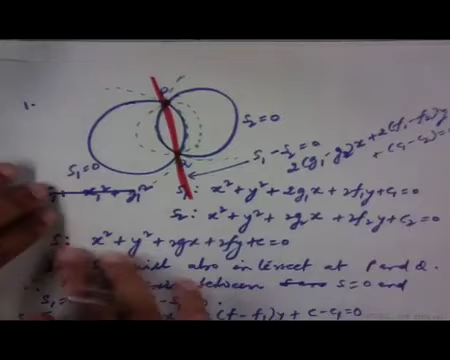 1.
P
S₂=0
S₁-S₂=0
2(g₁-g₂)x+2(f₁-f₂)y
+(c₁-c₂)=0
Q
S₁=0
S₁: x²+y²+2g₁x+2f₁y+c₁=0
S₂: x²+y²+2g₂x+2f₂y+c₂=0
S: x²+y²+2gx+2fy+c=0
also intersect at P and Q.
between S=0 and
S₁=
(f-f₁)y+c-c₁=0